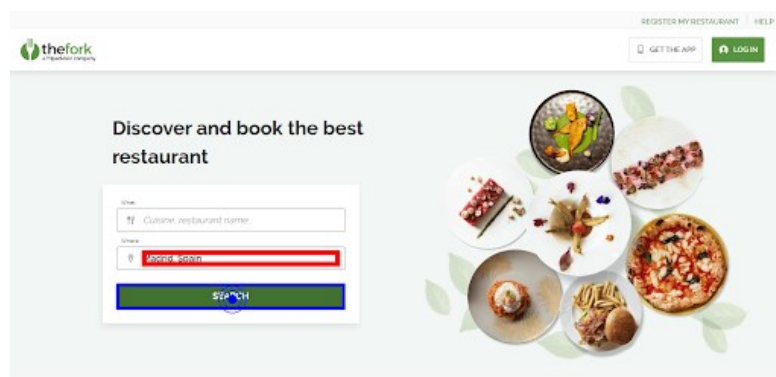 REGISTER MY RESTAURANT HELP
thefork
a Tripadvisor company
GET THE APP
LOG IN
Discover and book the best
restaurant
What
Cuisine, restaurant name...
Where
Madrid, Spain
SEARCH